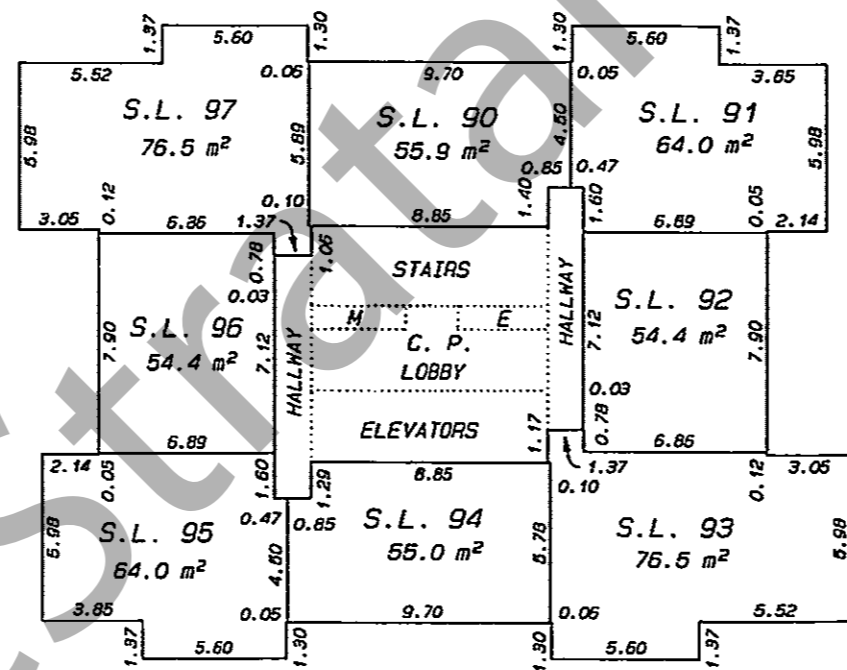 1.37 5.60 1.30 1.30 5.60 1.37
5.52 0.06 9.70 0.05 3.85
S.L. 97
76.5 m²
5.98 5.89
S.L. 90
55.9 m²
4.50
S.L. 91
64.0 m²
5.98
0.85 0.47
3.05 0.12 6.86 1.37 0.10 8.85 1.40 1.60 6.89 0.05 2.14
0.78 1.06
STAIRS
0.03
M E
S.L. 96
54.4 m²
7.90 7.12
HALLWAY
C. P.
LOBBY
HALLWAY
S.L. 92
54.4 m²
7.12 7.90
0.03
ELEVATORS
1.17 0.78
6.89 6.86
2.14 0.05 1.60 1.29 8.85 1.37 0.10 0.12 3.05
S.L. 95
64.0 m²
5.98 0.47 0.85 4.60
S.L. 94
55.0 m²
5.78
S.L. 93
76.5 m²
5.98
3.85 0.05 9.70 0.06 5.52
1.37 5.60 1.30 1.30 5.60 1.37